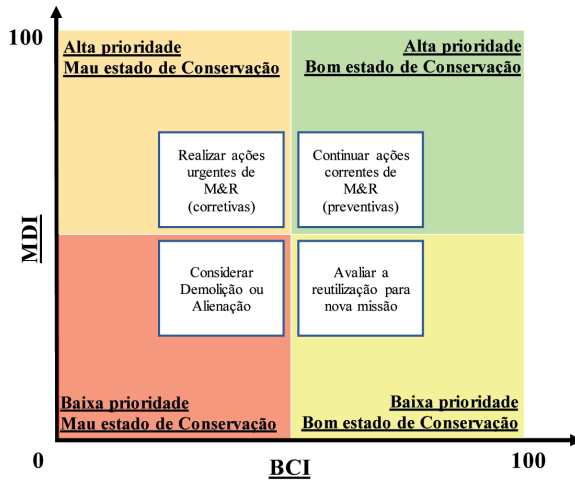 100
Alta prioridade
Mau estado de Conservação
Alta prioridade
Bom estado de Conservação
Realizar ações
urgentes de
M&R
(corretivas)
Continuar ações
correntes de
M&R
(preventivas)
MDI
Considerar
Demolição ou
Alienação
Avaliar a
reutilização para
nova missão
Baixa prioridade
Mau estado de Conservação
Baixa prioridade
Bom estado de Conservação
0
BCI
100